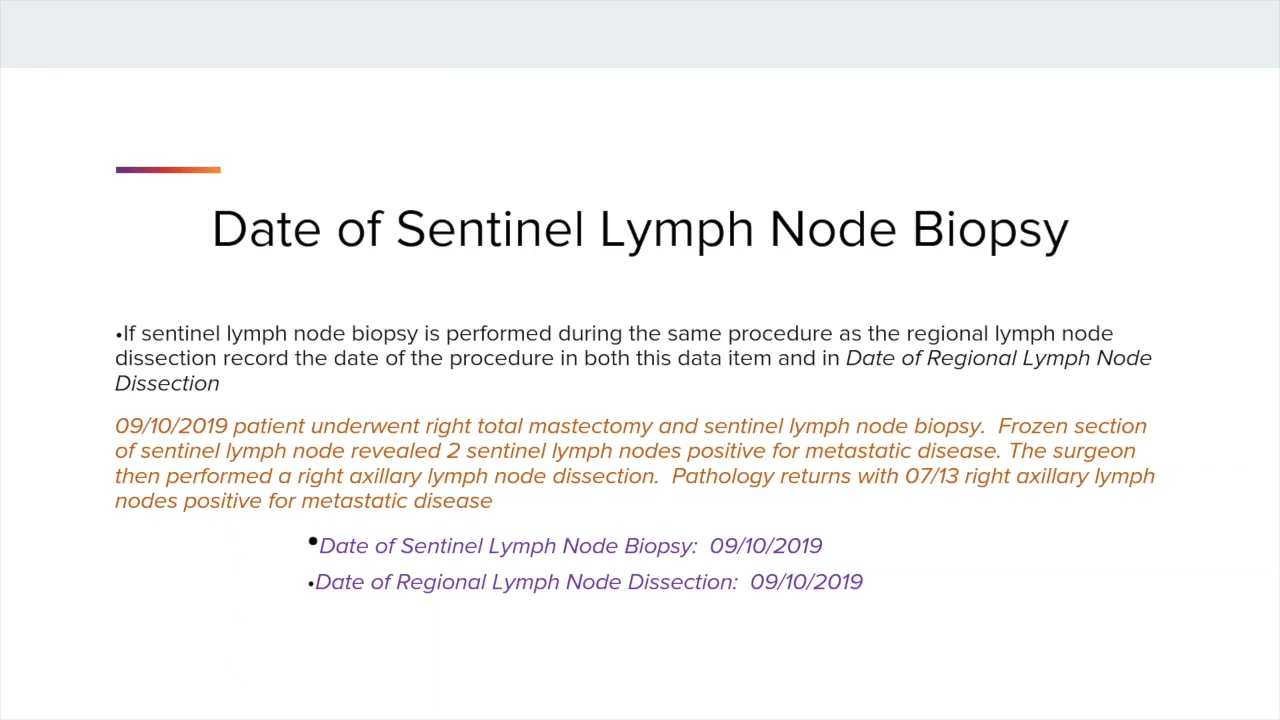 Date of Sentinel Lymph Node Biopsy
•If sentinel lymph node biopsy is performed during the same procedure as the regional lymph node
dissection record the date of the procedure in both this data item and in Date of Regional Lymph Node
Dissection
09/10/2019 patient underwent right total mastectomy and sentinel lymph node biopsy.  Frozen section
of sentinel lymph node revealed 2 sentinel lymph nodes positive for metastatic disease. The surgeon
then performed a right axillary lymph node dissection.  Pathology returns with 07/13 right axillary lymph
nodes positive for metastatic disease
•Date of Sentinel Lymph Node Biopsy:  09/10/2019
•Date of Regional Lymph Node Dissection:  09/10/2019